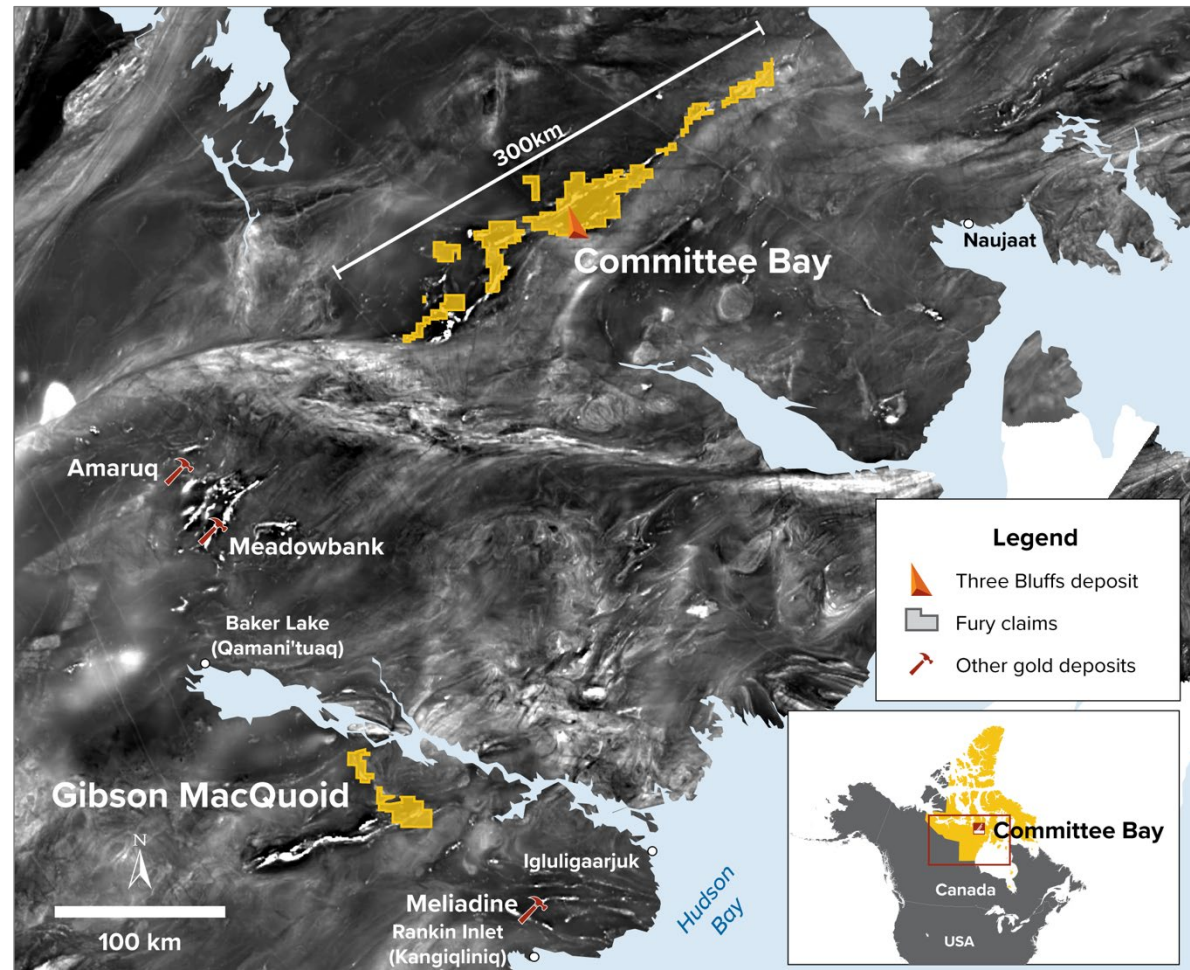 300km
Naujaat
Committee Bay
Amaruq
Meadowbank
Baker Lake
(Qamani'tuaq)
Gibson MacQuoid
Igluligaarjuk
Meliadine
Rankin Inlet
(Kangiqliniq)
Hudson
Bay
N
100 km
Legend
Three Bluffs deposit
Fury claims
Other gold deposits
Committee Bay
Canada
USA